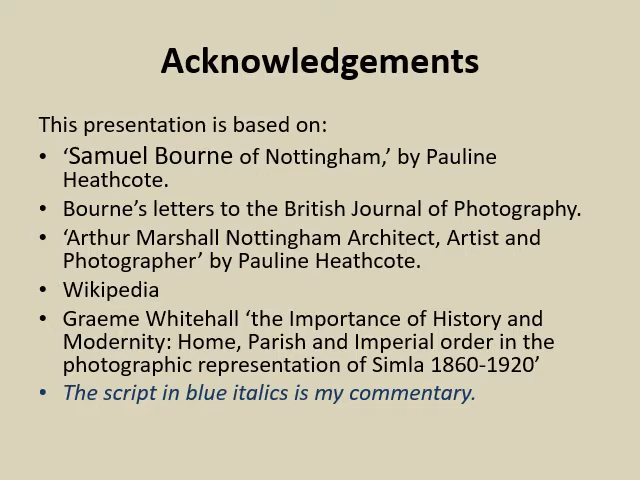 Acknowledgements
This presentation is based on:
• ‘Samuel Bourne of Nottingham,’ by Pauline
Heathcote.
• Bourne’s letters to the British Journal of Photography.
• ‘Arthur Marshall Nottingham Architect, Artist and
Photographer’ by Pauline Heathcote.
• Wikipedia
• Graeme Whitehall ‘the Importance of History and
Modernity: Home, Parish and Imperial order in the
photographic representation of Simla 1860-1920’
• The script in blue italics is my commentary.